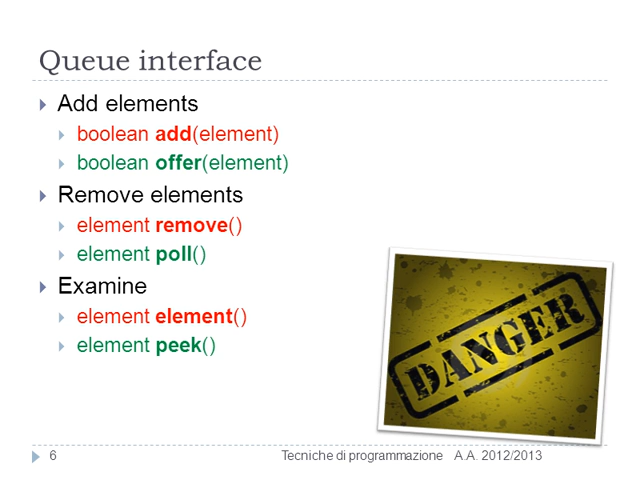 Queue interface
Add elements
boolean add(element)
boolean offer(element)
Remove elements
element remove()
element poll()
Examine
element element()
element peek()
DANGER
6 Tecniche di programmazione A.A. 2012/2013